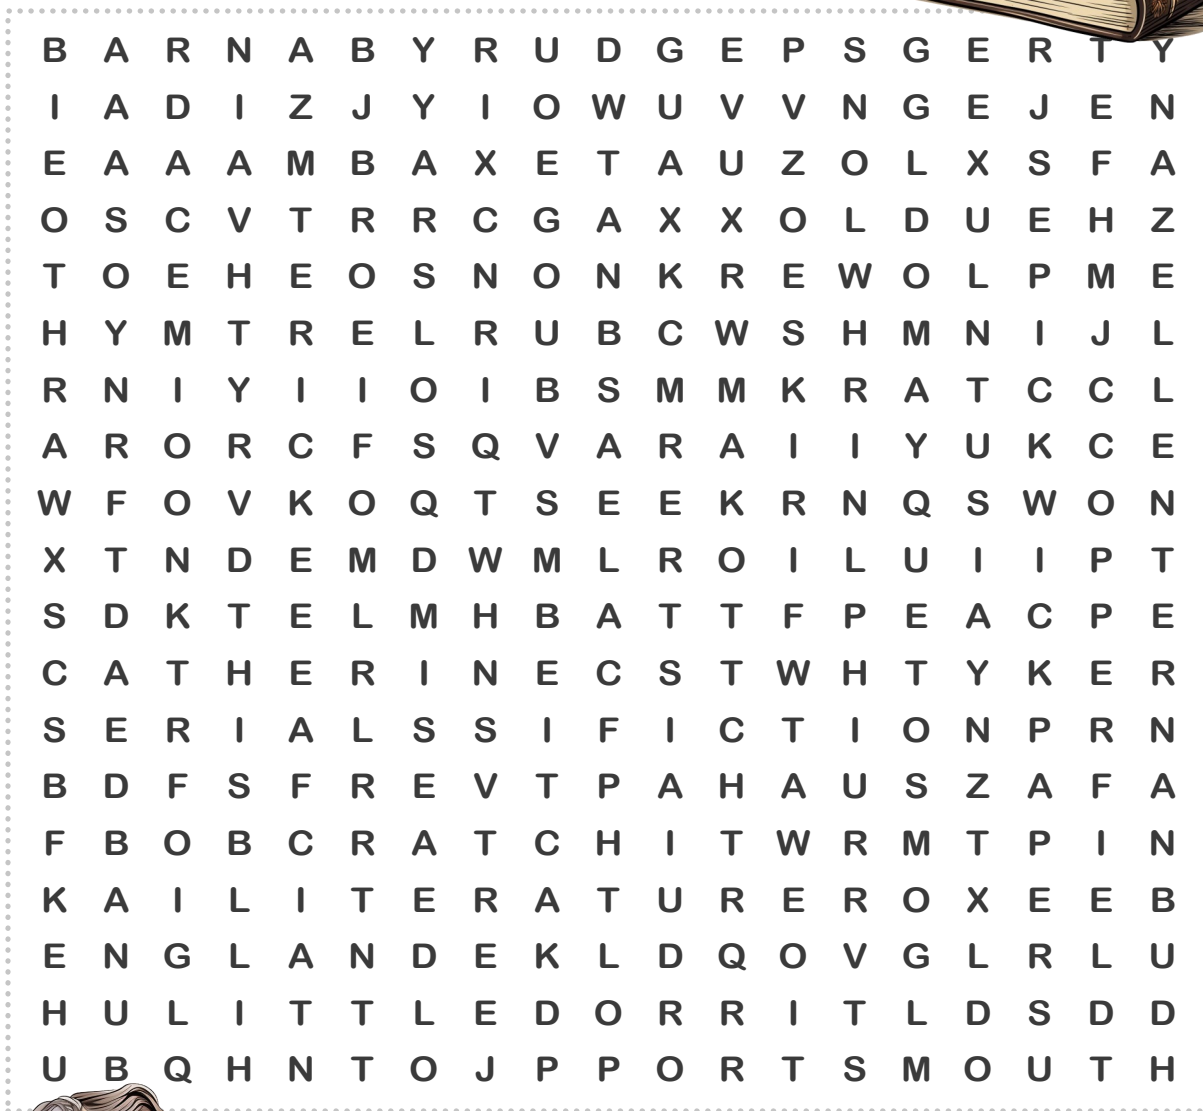 B A R N A B Y R U D G E P S G E R T Y
I A D I Z J Y I O W U V V N G E J E N
E A A A M B A X E T A U Z O L X S F A
O S C V T R R C G A X X O L D U E H Z
T O E H E O S N O N K R E W O L P M E
H Y M T R E L R U B C W S H M N I J L
R N I Y I I O I B S M M K R A T C C L
A R O R C F S Q V A R A I I Y U K C E
W F O V K O Q T S E E K R N Q S W O N
X T N D E M D W M L R O I L U I I P T
S D K T E L M H B A T T F P E A C P E
C A T H E R I N E C S T W H T Y K E R
S E R I A L S S I F I C T I O N P R N
B D F S F R E V T P A H A U S Z A F A
F B O B C R A T C H I T W R M T P I N
K A I L I T E R A T U R E R O X E E B
E N G L A N D E K L D Q O V G L R L U
H U L I T T L E D O R R I T L D S D D
U B Q H N T O J P P O R T S M O U T H